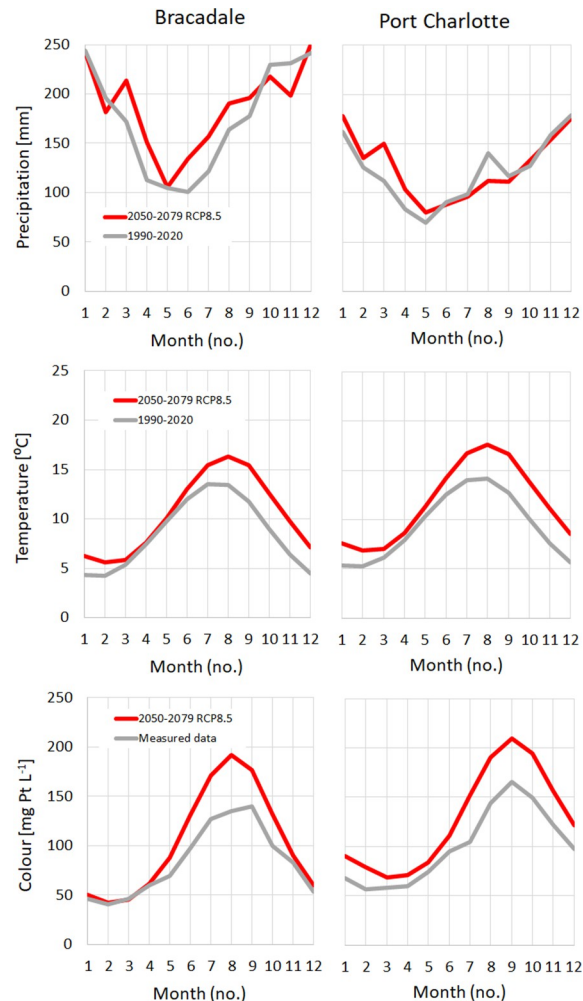 Bracadale
Port Charlotte
Precipitation [mm]
250
200
150
100
50
0
2050-2079 RCP8.5
1990-2020
1 2 3 4 5 6 7 8 9 10 11 12
Month (no.)
1 2 3 4 5 6 7 8 9 10 11 12
Month (no.)
Temperature [⁰C]
25
20
15
10
5
0
2050-2079 RCP8.5
1990-2020
1 2 3 4 5 6 7 8 9 10 11 12
Month (no.)
1 2 3 4 5 6 7 8 9 10 11 12
Month (no.)
Colour [mg Pt L⁻¹]
250
200
150
100
50
0
2050-2079 RCP8.5
Measured data
1 2 3 4 5 6 7 8 9 10 11 12
Month (no.)
1 2 3 4 5 6 7 8 9 10 11 12
Month (no.)